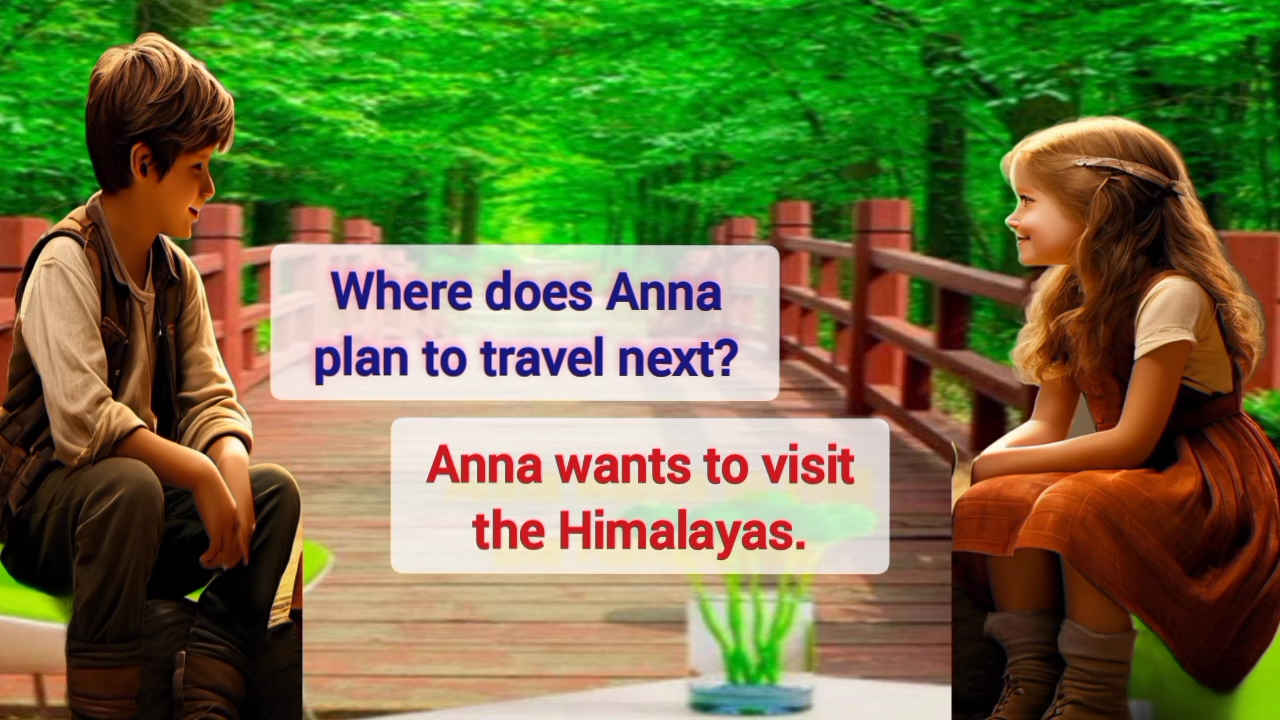 Where does Anna
plan to travel next?
Anna wants to visit
the Himalayas.